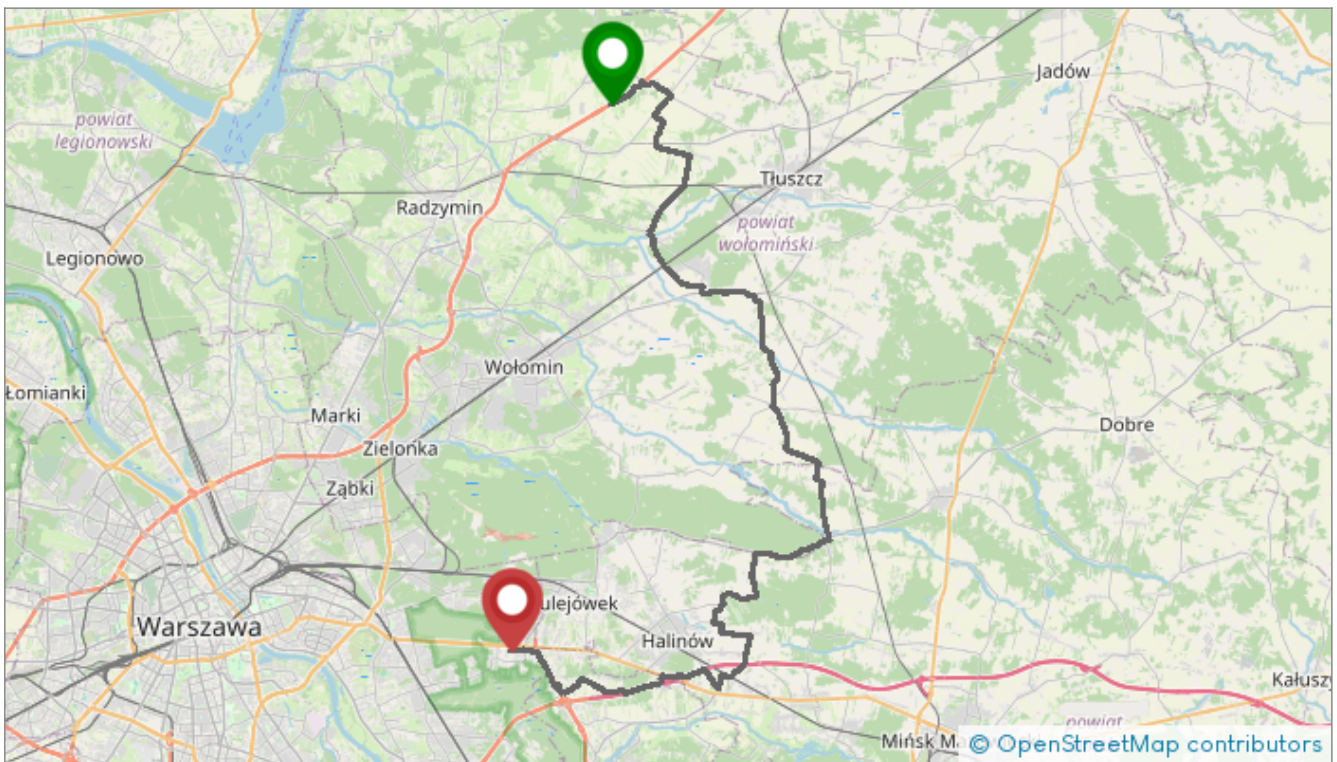 Jadów
powiat
legionowski
Tłuszcz
Radzymin
powiat
wołomiński
Legionowo
Wołomin
Łomianki
Marki
Dobre
Zielonka
Ząbki
ulejówek
Warszawa
Halinów
Kałuszy
powiat
Mińsk M
© OpenStreetMap contributors